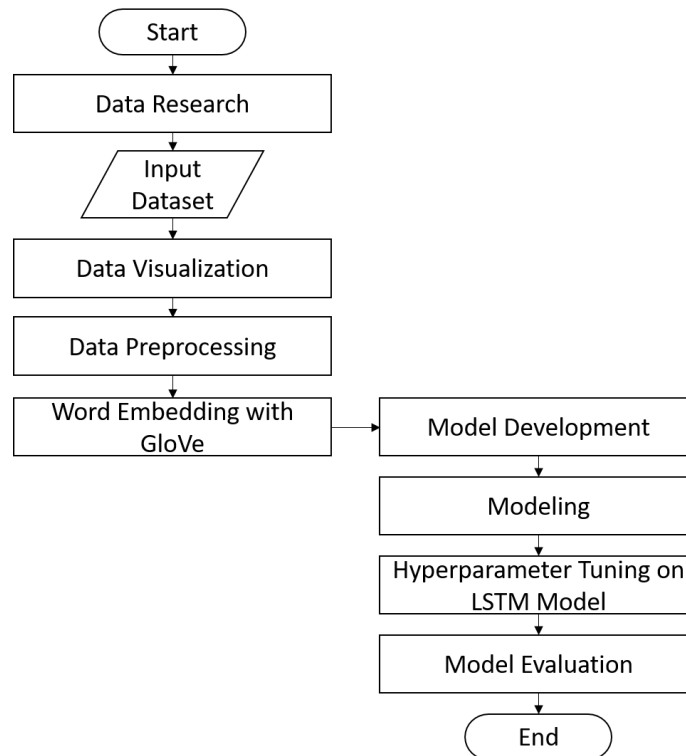 Start
Data Research
Input
Dataset
Data Visualization
Data Preprocessing
Word Embedding with
GloVe
Model Development
Modeling
Hyperparameter Tuning on
LSTM Model
Model Evaluation
End